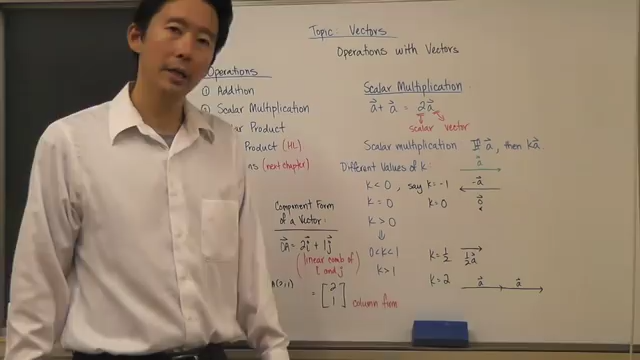 Topic: Vectors
Operations with Vectors
Operations
① Addition
Scalar Multiplication
Product
Product (HL)
(next chapter)
Component Form
of a Vector:
OA⃗ = 2i⃗ + 1j⃗
(linear comb of
i and j)
= [2
1] column form
Scalar Multiplication
a⃗ + a⃗ = 2a⃗
scalar vector
Scalar multiplication If a⃗, then ka⃗
Different Values of k:
a⃗
k<0, say k=-1 -a⃗
k=0 k=0 0⃗
k>0
⇓
0<k<1 k=½ ½a⃗
k>1 k=2 a⃗ a⃗